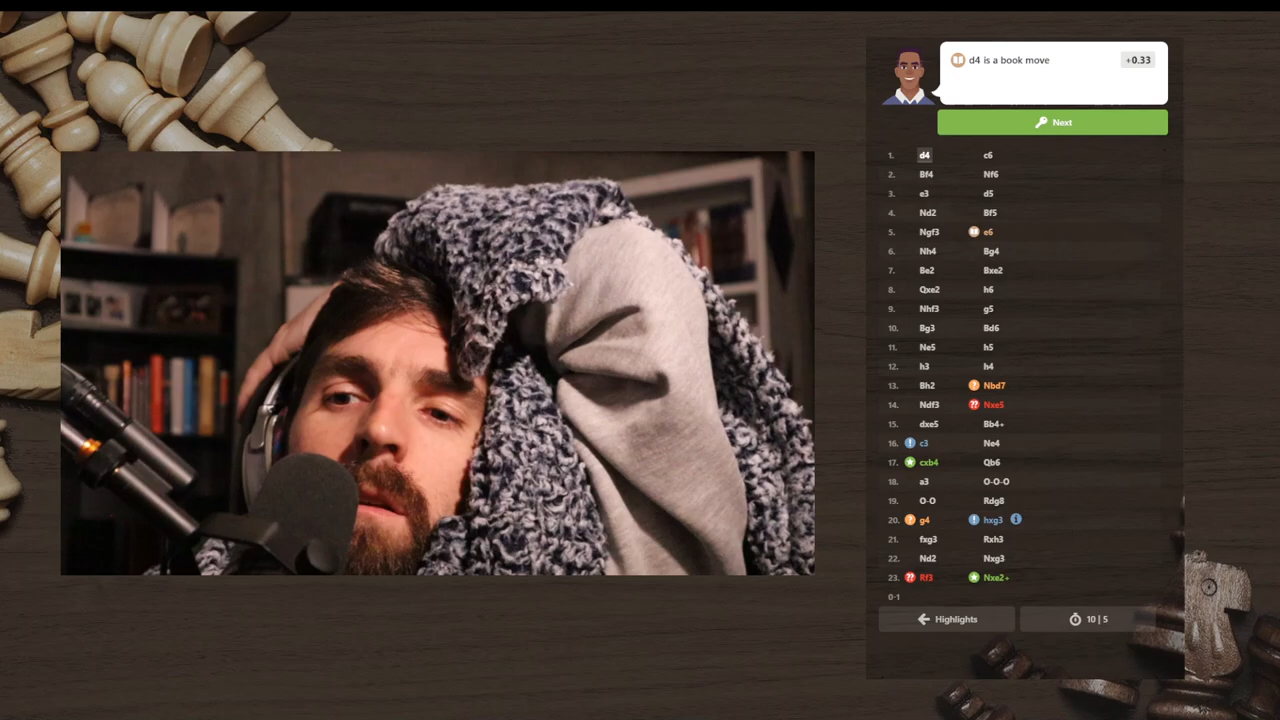 d4 is a book move +0.33
Next
1. d4 c6
2. Bf4 Nf6
3. e3 d5
4. Nd2 Bf5
5. Ngf3 e6
6. Nh4 Bg4
7. Be2 Bxe2
8. Qxe2 h6
9. Nhf3 g5
10. Bg3 Bd6
11. Ne5 h5
12. h3 h4
13. Bh2 ? Nbd7
14. Ndf3 ?? Nxe5
15. dxe5 Bb4+
16. ! c3 Ne4
17. cxb4 Qb6
18. a3 O-O-O
19. O-O Rdg8
20. ? g4 ! hxg3
21. fxg3 Rxh3
22. Nd2 Nxg3
23. ?? Rf3 Nxe2+
0-1
Highlights 10 | 5